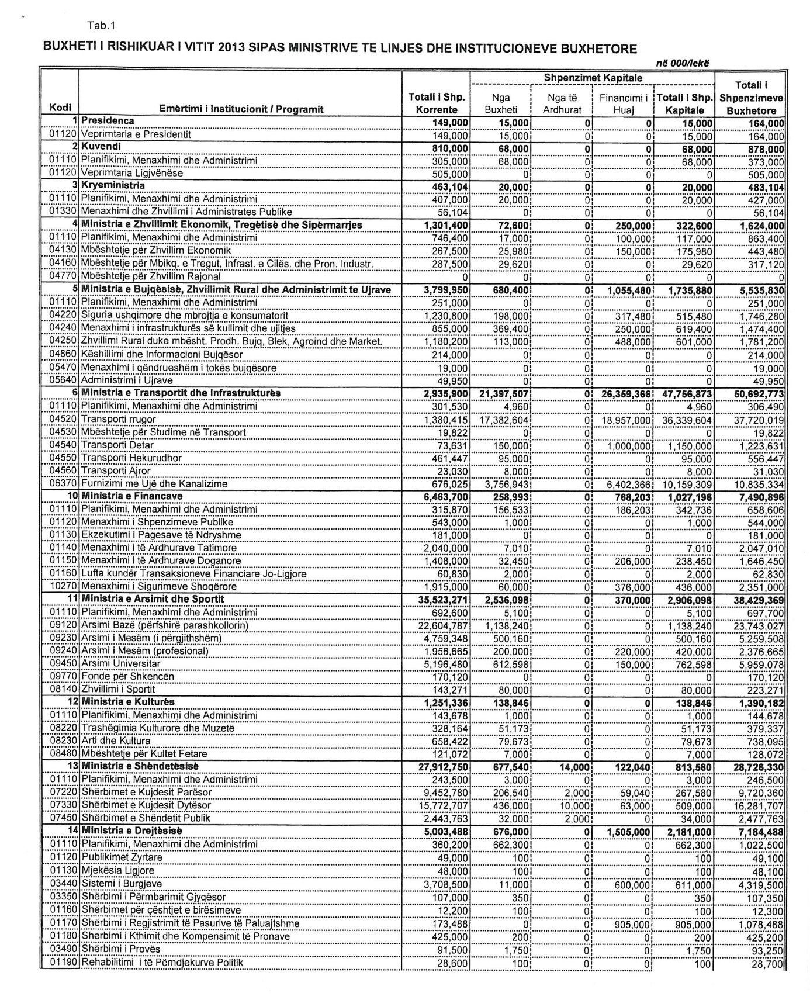 Tab.1
BUXHETI I RISHIKUAR I VITIT 2013 SIPAS MINISTRIVE TE LINJES DHE INSTITUCIONEVE BUXHETORE
në 000/lekë
Kodi Emërtimi i Institucionit / Programit Totali i Shp. Korrente Shpenzimet Kapitale Nga Buxheti Nga të Ardhurat Financimi i Huaj Totali i Shp. Kapitale Totali i Shpenzimeve Buxhetore
1 Presidenca 149,000 15,000 0 0 15,000 164,000
01120 Veprimtaria e Presidentit 149,000 15,000 0 0 15,000 164,000
2 Kuvendi 810,000 68,000 0 0 68,000 878,000
01110 Planifikimi, Menaxhimi dhe Administrimi 305,000 68,000 0 0 68,000 373,000
01120 Veprimtaria Ligjvënëse 505,000 0 0 0 0 505,000
3 Kryeministria 463,104 20,000 0 0 20,000 483,104
01110 Planifikimi, Menaxhimi dhe Administrimi 407,000 20,000 0 0 20,000 427,000
01330 Menaxhimi dhe Zhvillimi i Administrates Publike 56,104 0 0 0 0 56,104
4 Ministria e Zhvillimit Ekonomik, Tregëtisë dhe Sipërmarrjes 1,301,400 72,600 0 250,000 322,600 1,624,000
01110 Planifikimi, Menaxhimi dhe Administrimi 746,400 17,000 0 100,000 117,000 863,400
04130 Mbështetje për Zhvillim Ekonomik 267,500 25,980 0 150,000 175,980 443,480
04160 Mbështetje për Mbikq. e Tregut, Infrast. e Cilës. dhe Pron. Industr. 287,500 29,620 0 0 29,620 317,120
04770 Mbështetje për Zhvillim Rajonal 0 0 0 0 0 0
5 Ministria e Bujqësisë, Zhvillimit Rural dhe Administrimit te Ujrave 3,799,950 680,400 0 1,055,480 1,735,880 5,535,830
01110 Planifikimi, Menaxhimi dhe Administrimi 251,000 0 0 0 0 251,000
04220 Siguria ushqimore dhe mbrojtja e konsumatorit 1,230,800 198,000 0 317,480 515,480 1,746,280
04240 Menaxhimi i infrastrukturës së kullimit dhe ujitjes 855,000 369,400 0 250,000 619,400 1,474,400
04250 Zhvillimi Rural duke mbësht. Prodh. Bujq, Blek, Agroind dhe Market. 1,180,200 113,000 0 488,000 601,000 1,781,200
04860 Këshillimi dhe Informacioni Bujqësor 214,000 0 0 0 0 214,000
05470 Menaxhimi i qëndrueshëm i tokës bujqësore 19,000 0 0 0 0 19,000
05640 Administrimi i Ujrave 49,950 0 0 0 0 49,950
6 Ministria e Transportit dhe Infrastrukturës 2,935,900 21,397,507 0 26,359,366 47,756,873 50,692,773
01110 Planifikimi, Menaxhimi dhe Administrimi 301,530 4,960 0 0 4,960 306,490
04520 Transporti rrugor 1,380,415 17,382,604 0 18,957,000 36,339,604 37,720,019
04530 Mbështetje për Studime në Transport 19,822 0 0 0 0 19,822
04540 Transporti Detar 73,631 150,000 0 1,000,000 1,150,000 1,223,631
04550 Transporti Hekurudhor 461,447 95,000 0 0 95,000 556,447
04560 Transporti Ajror 23,030 8,000 0 0 8,000 31,030
06370 Furnizimi me Ujë dhe Kanalizime 676,025 3,756,943 0 6,402,366 10,159,309 10,835,334
10 Ministria e Financave 6,463,700 258,993 0 768,203 1,027,196 7,490,896
01110 Planifikimi, Menaxhimi dhe Administrimi 315,870 156,533 0 186,203 342,736 658,606
01120 Menaxhimi i Shpenzimeve Publike 543,000 1,000 0 0 1,000 544,000
01130 Ekzekutimi i Pagesave të Ndryshme 181,000 0 0 0 0 181,000
01140 Menaxhimi i të Ardhurave Tatimore 2,040,000 7,010 0 0 7,010 2,047,010
01150 Menaxhimi i të Ardhurave Doganore 1,408,000 32,450 0 206,000 238,450 1,646,450
01160 Lufta kundër Transaksioneve Financiare Jo-Ligjore 60,830 2,000 0 0 2,000 62,830
10270 Menaxhimi i Sigurimeve Shoqërore 1,915,000 60,000 0 376,000 436,000 2,351,000
11 Ministria e Arsimit dhe Sportit 35,523,271 2,536,098 0 370,000 2,906,098 38,429,369
01110 Planifikimi, Menaxhimi dhe Administrimi 692,600 5,100 0 0 5,100 697,700
09120 Arsimi Bazë (përfshirë parashkollorin) 22,604,787 1,138,240 0 0 1,138,240 23,743,027
09230 Arsimi i Mesëm (i përgjithshëm) 4,759,348 500,160 0 0 500,160 5,259,508
09240 Arsimi i Mesëm (profesional) 1,956,665 200,000 0 220,000 420,000 2,376,665
09450 Arsimi Universitar 5,196,480 612,598 0 150,000 762,598 5,959,078
09770 Fonde për Shkencën 170,120 0 0 0 0 170,120
08140 Zhvillimi i Sportit 143,271 80,000 0 0 80,000 223,271
12 Ministria e Kulturës 1,251,336 138,846 0 0 138,846 1,390,182
01110 Planifikimi, Menaxhimi dhe Administrimi 143,678 1,000 0 0 1,000 144,678
08220 Trashëgimia Kulturore dhe Muzetë 328,164 51,173 0 0 51,173 379,337
08230 Arti dhe Kultura 658,422 79,673 0 0 79,673 738,095
08480 Mbështetje për Kultet Fetare 121,072 7,000 0 0 7,000 128,072
13 Ministria e Shëndetësisë 27,912,750 677,540 14,000 122,040 813,580 28,726,330
01110 Planifikimi, Menaxhimi dhe Administrimi 243,500 3,000 0 0 3,000 246,500
07220 Shërbimet e Kujdesit Parësor 9,452,780 206,540 2,000 59,040 267,580 9,720,360
07330 Shërbimet e Kujdesit Dytësor 15,772,707 436,000 10,000 63,000 509,000 16,281,707
07450 Shërbimet e Shëndetit Publik 2,443,763 32,000 2,000 0 34,000 2,477,763
14 Ministria e Drejtësisë 5,003,488 676,000 0 1,505,000 2,181,000 7,184,488
01110 Planifikimi, Menaxhimi dhe Administrimi 360,200 662,300 0 0 662,300 1,022,500
01120 Publikimet Zyrtare 49,000 100 0 0 100 49,100
01130 Mjekësia Ligjore 48,000 100 0 0 100 48,100
03440 Sistemi i Burgjeve 3,708,500 11,000 0 600,000 611,000 4,319,500
03350 Shërbimi i Përmbarimit Gjyqësor 107,000 350 0 0 350 107,350
01160 Shërbimet për çështjet e birësimeve 12,200 100 0 0 100 12,300
01170 Shërbimi i Regjistrimit të Pasurive të Paluajtshme 173,488 0 0 905,000 905,000 1,078,488
01180 Sherbimi i Kthimit dhe Kompensimit të Pronave 425,000 200 0 0 200 425,200
03490 Shërbimi i Provës 91,500 1,750 0 0 1,750 93,250
01190 Rehabilitimi i të Përndjekurve Politik 28,600 100 0 0 100 28,700